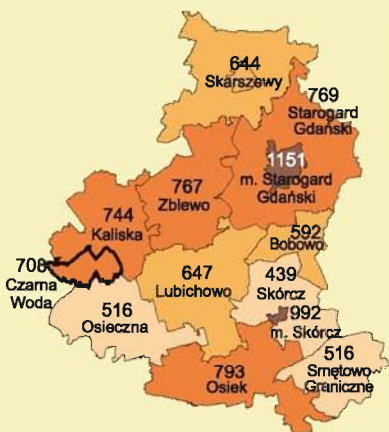 644
Skarszewy
769
Starogard
Gdański
1151
m. Starogard
Gdański
767
Zblewo
744
Kaliska
708
Czarna
Woda
592
Bobowo
647
Lubichowo
439
Skórcz
516
Osieczna
992
m. Skórcz
516
Smętowo
Graniczne
793
Osiek